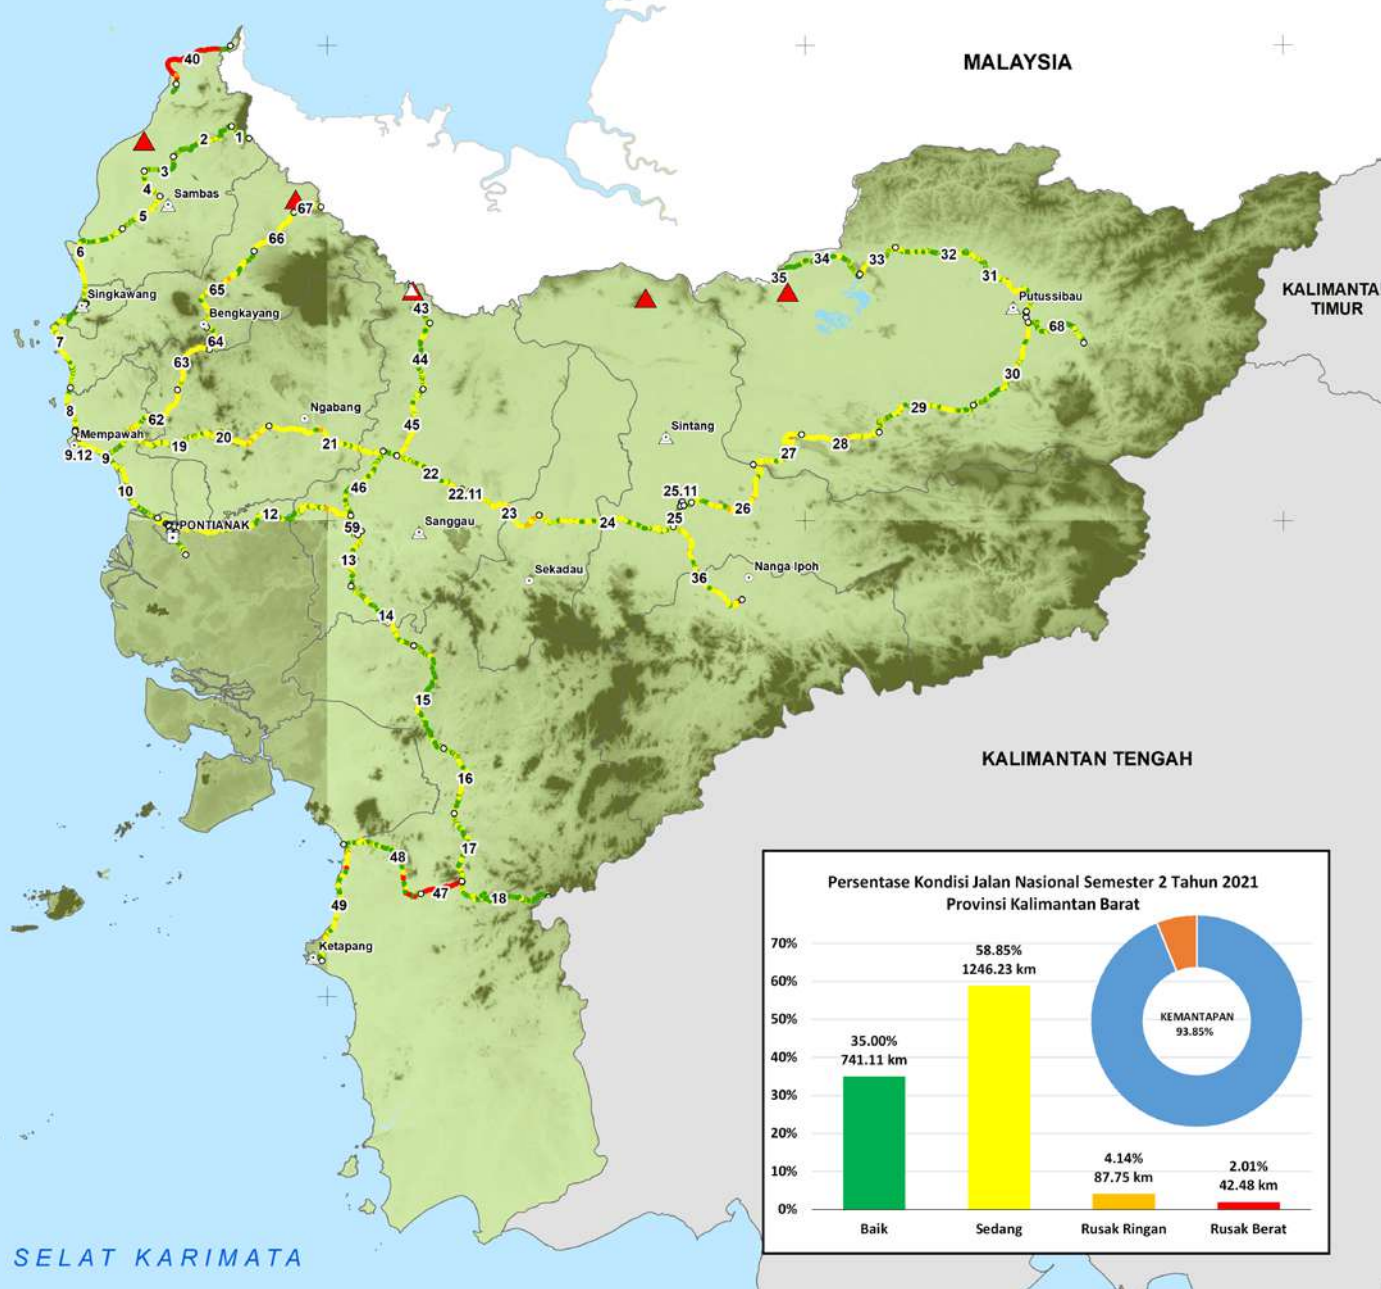 MALAYSIA
40
2
1
3
4
Sambas
5
67
6
66
34
33
32
31
35
KALIMANTA
TIMUR
65
Singkawang
Putussibau
43
Bengkayang
68
7
64
63
44
30
8
Ngabang
29
62
45
Sintang
Mempawah
19
20
21
28
9.12
9
27
22
46
22.11
25.11
10
26
12
23
24
25
PONTIANAK
59
Sanggau
13
Sekadau
36
Nanga Ipoh
14
15
KALIMANTAN TENGAH
16
17
48
47
18
49
Ketapang
SELAT KARIMATA
Persentase Kondisi Jalan Nasional Semester 2 Tahun 2021
Provinsi Kalimantan Barat
70%
60%
50%
40%
30%
20%
10%
0%
35.00%
741.11 km
58.85%
1246.23 km
4.14%
87.75 km
2.01%
42.48 km
KEMANTAPAN
93.85%
Baik
Sedang
Rusak Ringan
Rusak Berat